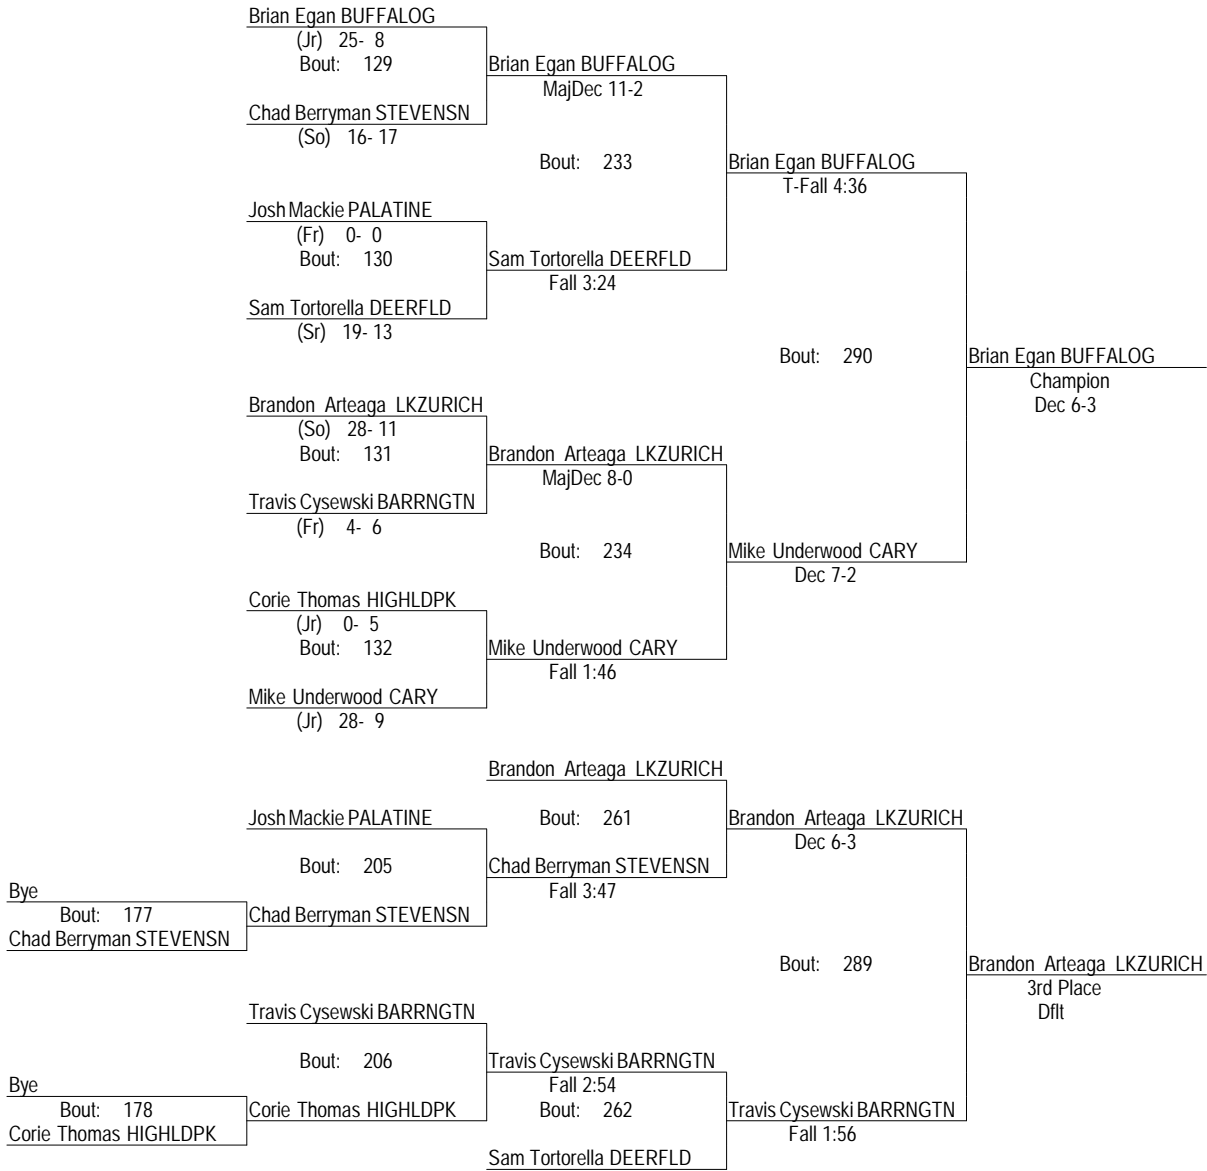 Brian Egan BUFFALOG
(Jr) 25- 8
Bout: 129
Brian Egan BUFFALOG
MajDec 11-2
Chad Berryman STEVENSN
(So) 16- 17
Bout: 233
Brian Egan BUFFALOG
T-Fall 4:36
Josh Mackie PALATINE
(Fr) 0- 0
Bout: 130
Sam Tortorella DEERFLD
Fall 3:24
Sam Tortorella DEERFLD
(Sr) 19- 13
Bout: 290
Brian Egan BUFFALOG
Champion
Dec 6-3
Brandon Arteaga LKZURICH
(So) 28- 11
Bout: 131
Brandon Arteaga LKZURICH
MajDec 8-0
Travis Cysewski BARRNGTN
(Fr) 4- 6
Bout: 234
Mike Underwood CARY
Dec 7-2
Corie Thomas HIGHLDPK
(Jr) 0- 5
Bout: 132
Mike Underwood CARY
Fall 1:46
Mike Underwood CARY
(Jr) 28- 9
Brandon Arteaga LKZURICH
Josh Mackie PALATINE
Bout: 261
Brandon Arteaga LKZURICH
Dec 6-3
Bout: 205
Chad Berryman STEVENSN
Fall 3:47
Bye
Bout: 177
Chad Berryman STEVENSN
Chad Berryman STEVENSN
Bout: 289
Brandon Arteaga LKZURICH
3rd Place
Dflt
Travis Cysewski BARRNGTN
Bout: 206
Travis Cysewski BARRNGTN
Fall 2:54
Bye
Bout: 178
Corie Thomas HIGHLDPK
Corie Thomas HIGHLDPK
Bout: 262
Travis Cysewski BARRNGTN
Fall 1:56
Sam Tortorella DEERFLD